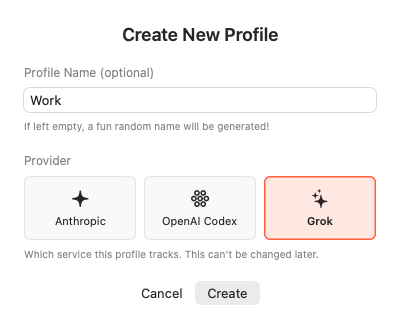 Create New Profile
Profile Name (optional)
Work
If left empty, a fun random name will be generated!
Provider
Anthropic
OpenAI Codex
Grok
Which service this profile tracks. This can't be changed later.
Cancel
Create